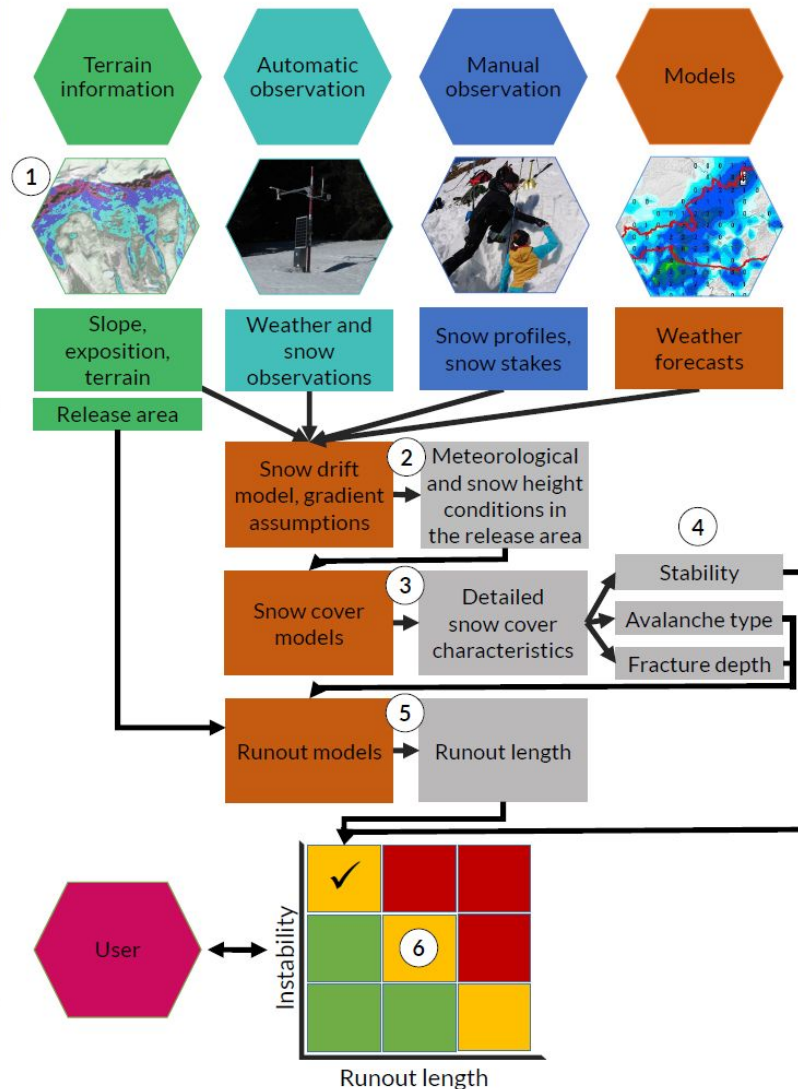 Terrain
information
Automatic
observation
Manual
observation
Models
1
Slope,
exposition,
terrain
Weather and
snow
observations
Snow profiles,
snow stakes
Weather
forecasts
Release area
Snow drift
model, gradient
assumptions
2
Meteorological
and snow height
conditions in
the release area
4
Snow cover
models
3
Detailed
snow cover
characteristics
Stability
Avalanche type
Fracture depth
Runout models
5
Runout length
User
Instability
✓
6
Runout length